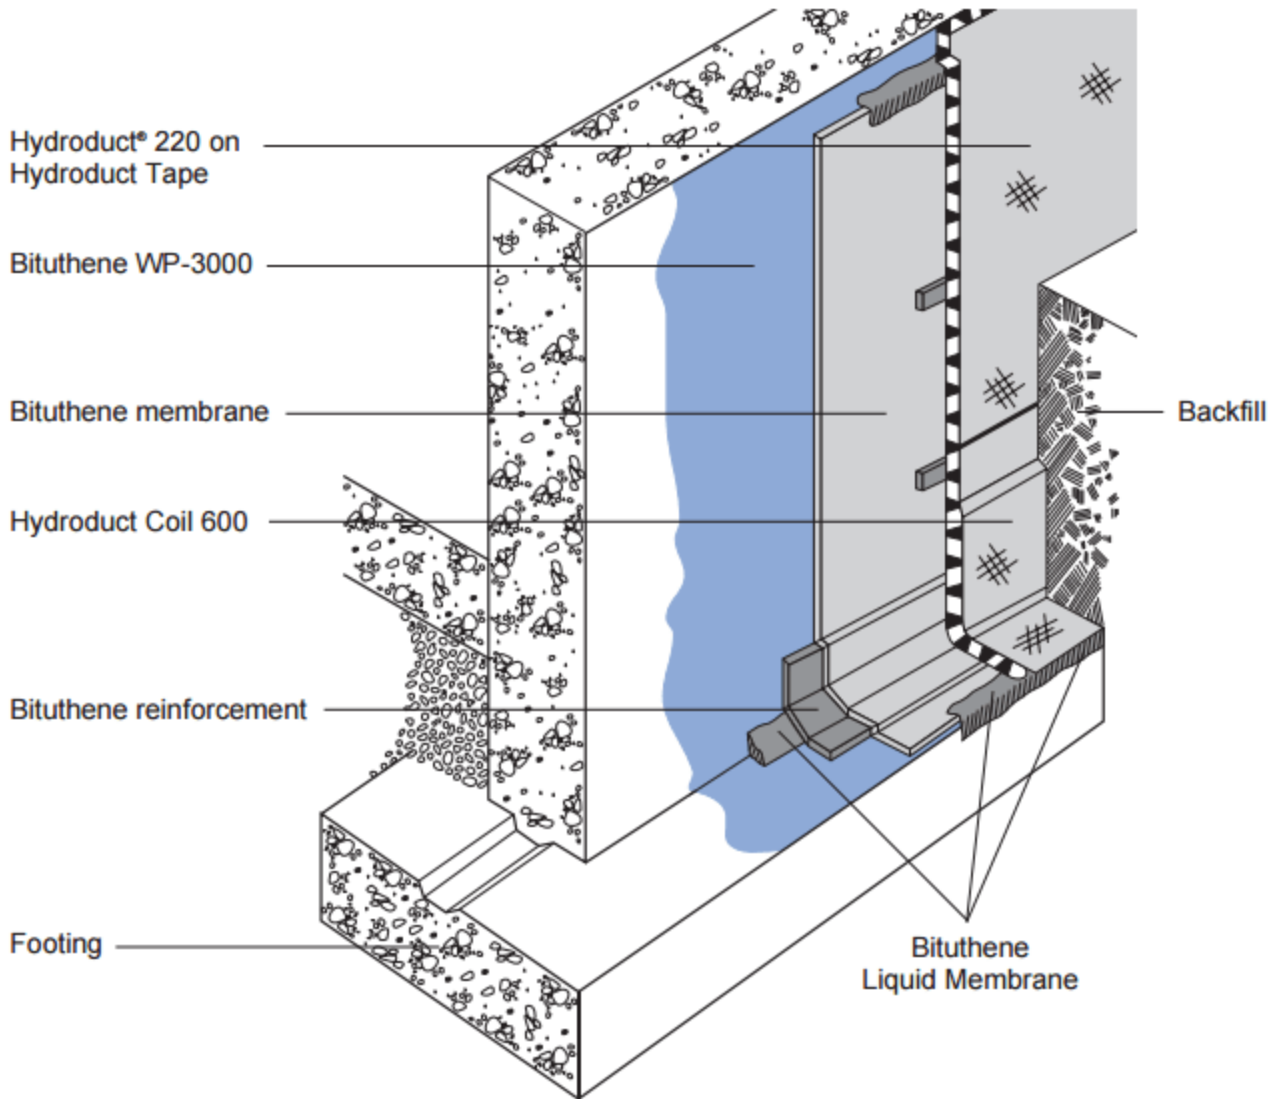 Hydroduct® 220 on
Hydroduct Tape
Bituthene WP-3000
Bituthene membrane
Backfill
Hydroduct Coil 600
Bituthene reinforcement
Footing
Bituthene
Liquid Membrane